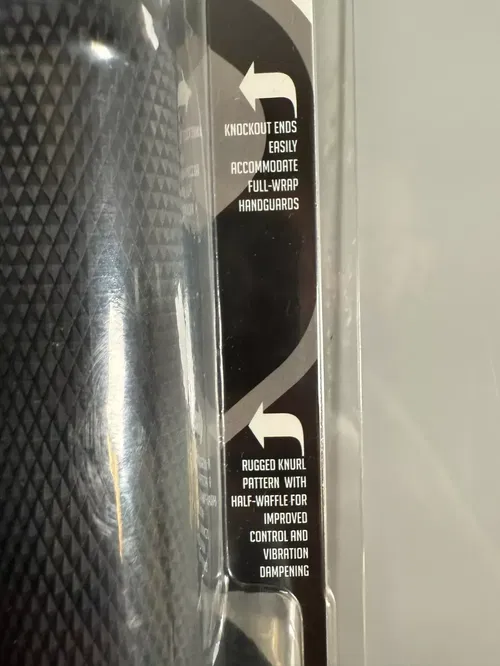 KNOCKOUT ENDS
EASILY
ACCOMMODATE
FULL-WRAP
HANDGUARDS
RUGGED KNURL
PATTERN WITH
HALF-WAFFLE FOR
IMPROVED
CONTROL AND
VIBRATION
DAMPENING